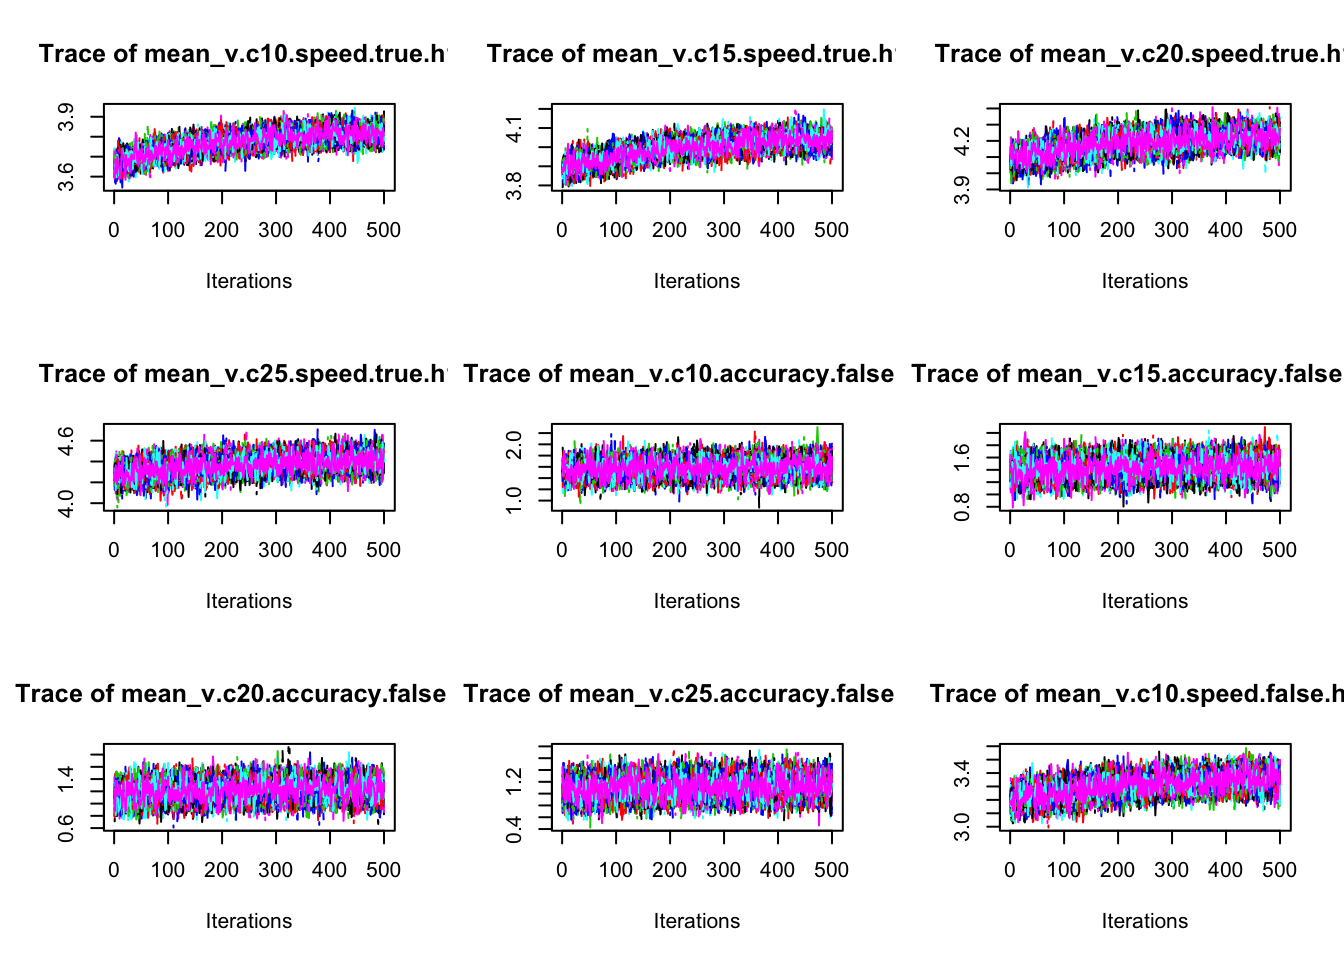 Trace of mean_v.c10.speed.true.h
Trace of mean_v.c15.speed.true.h
Trace of mean_v.c20.speed.true.h
3.9
3.6
0 100 200 300 400 500
Iterations
4.1
3.8
0 100 200 300 400 500
Iterations
4.2
3.9
0 100 200 300 400 500
Iterations
Trace of mean_v.c25.speed.true.h
Trace of mean_v.c10.accuracy.false
Trace of mean_v.c15.accuracy.false
4.6
4.0
0 100 200 300 400 500
Iterations
2.0
1.0
0 100 200 300 400 500
Iterations
1.6
0.8
0 100 200 300 400 500
Iterations
Trace of mean_v.c20.accuracy.false
Trace of mean_v.c25.accuracy.false
Trace of mean_v.c10.speed.false.h
1.4
0.6
0 100 200 300 400 500
Iterations
1.2
0.4
0 100 200 300 400 500
Iterations
3.4
3.0
0 100 200 300 400 500
Iterations